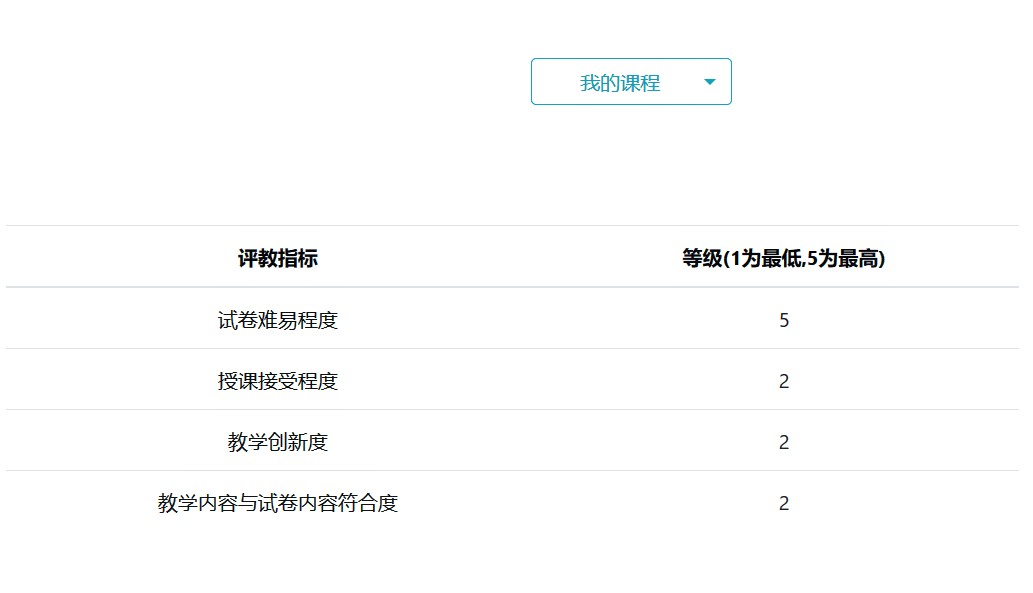 我的课程
评教指标 等级(1为最低,5为最高)
试卷难易程度 5
授课接受程度 2
教学创新度 2
教学内容与试卷内容符合度 2